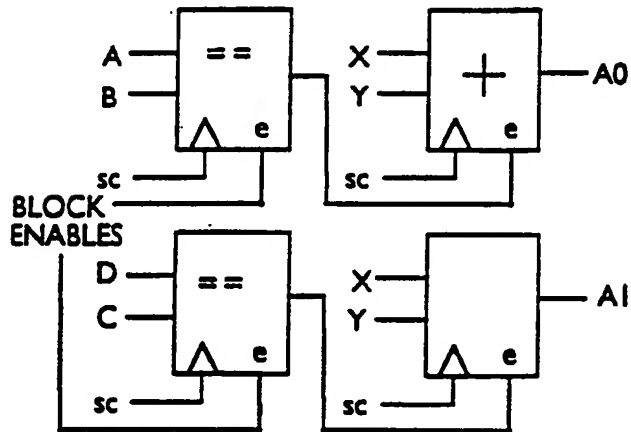 A
B
==
e
sc
X
Y
+
e
sc
A0
BLOCK
ENABLES
D
C
==
e
sc
X
Y
e
sc
A1